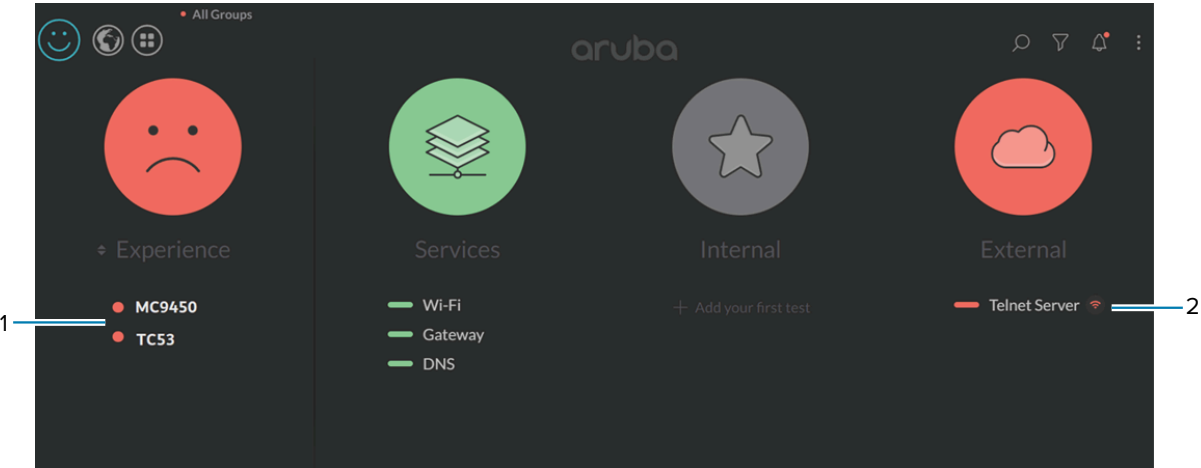 All Groups
aruba
Experience
Services
Internal
External
1
MC9450
TC53
Wi-Fi
Gateway
DNS
Add your first test
Telnet Server
2